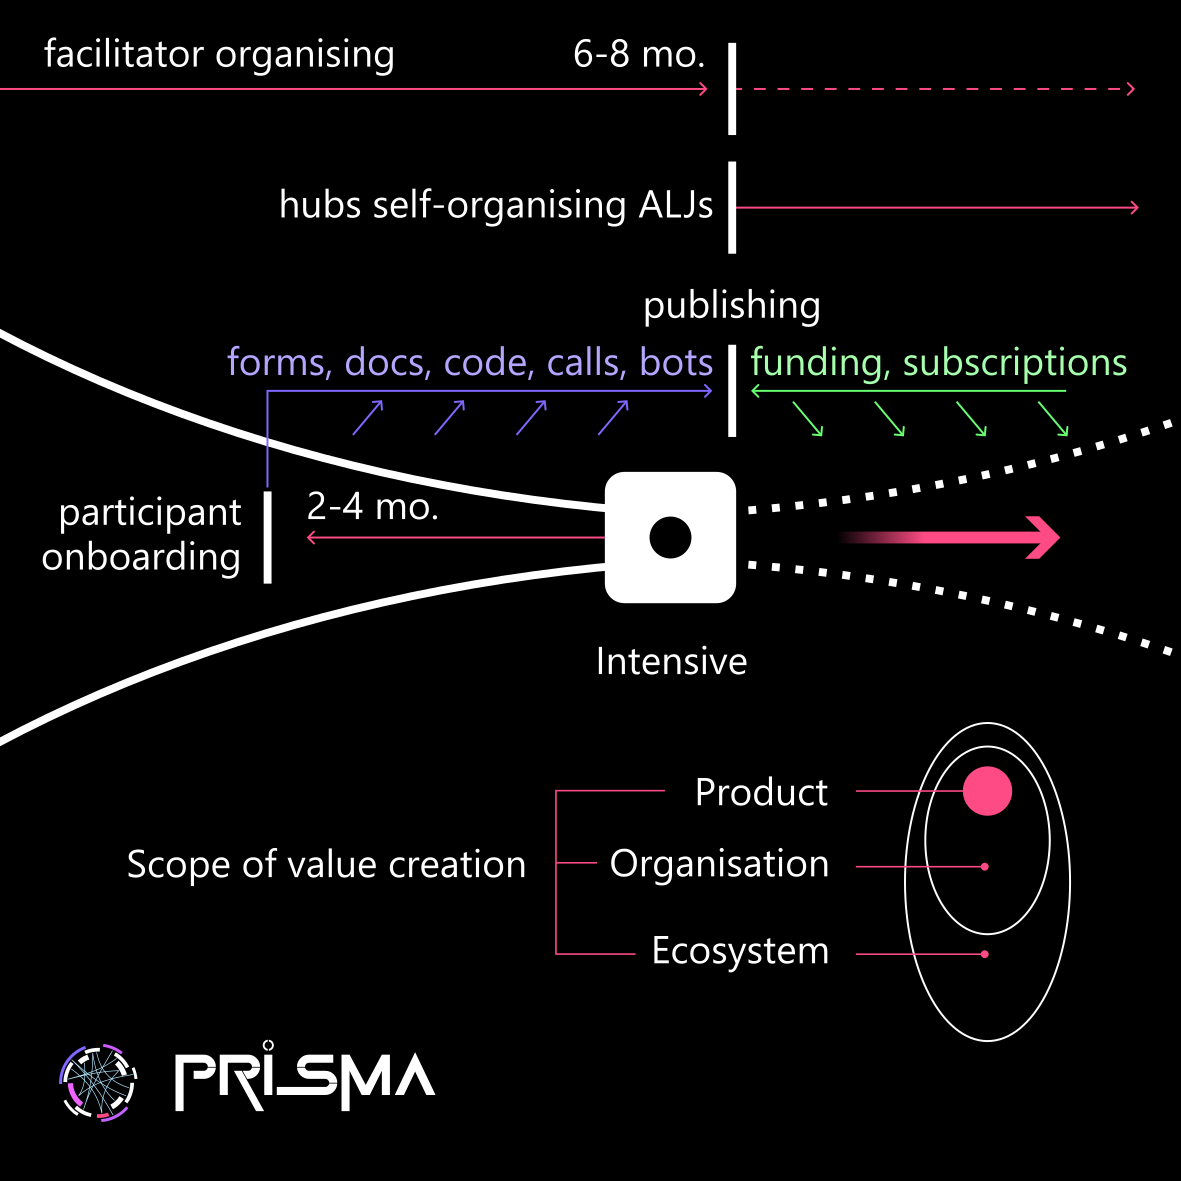 facilitator organising
6-8 mo.
hubs self-organising ALJs
publishing
forms, docs, code, calls, bots
funding, subscriptions
participant
onboarding
2-4 mo.
Intensive
Product
Scope of value creation
Organisation
Ecosystem
PRISMA